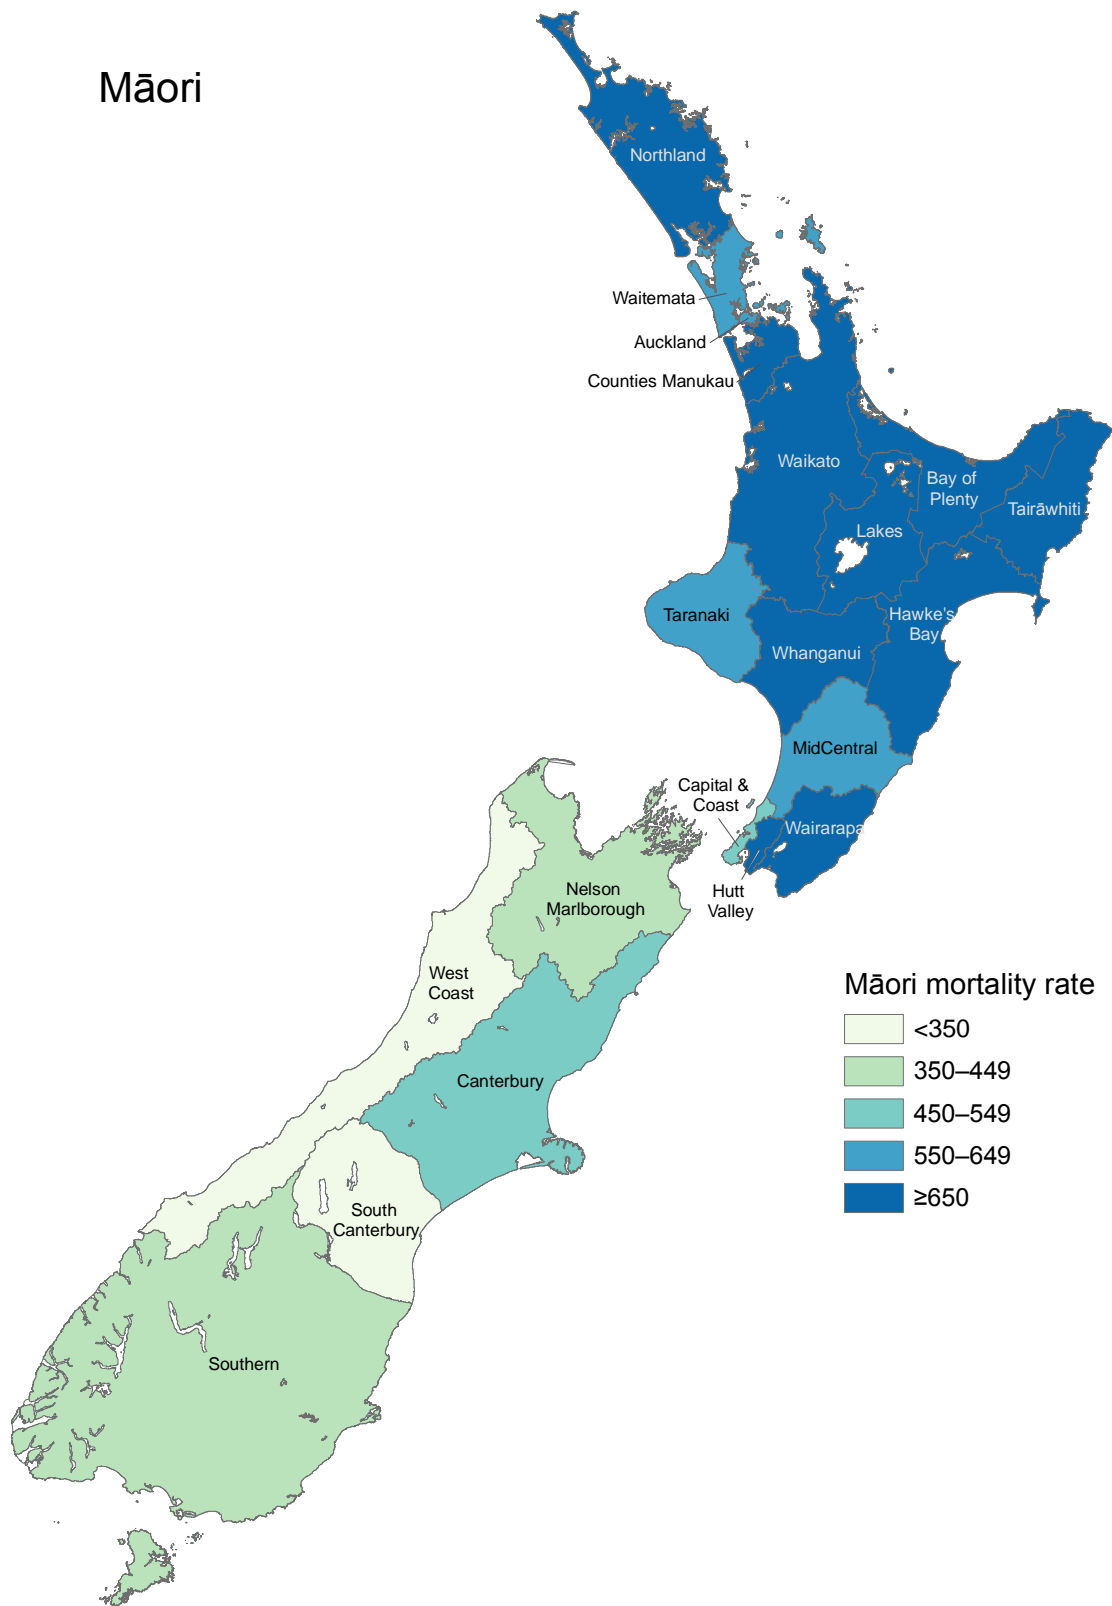 Māori
Northland
Waitemata
Auckland
Counties Manukau
Waikato
Bay of
Plenty
Tairāwhiti
Lakes
Taranaki
Hawke's
Bay
Whanganui
MidCentral
Capital &
Coast
Wairarapa
Hutt
Valley
Nelson
Marlborough
West
Coast
Canterbury
South
Canterbury
Southern
Māori mortality rate
<350
350–449
450–549
550–649
≥650